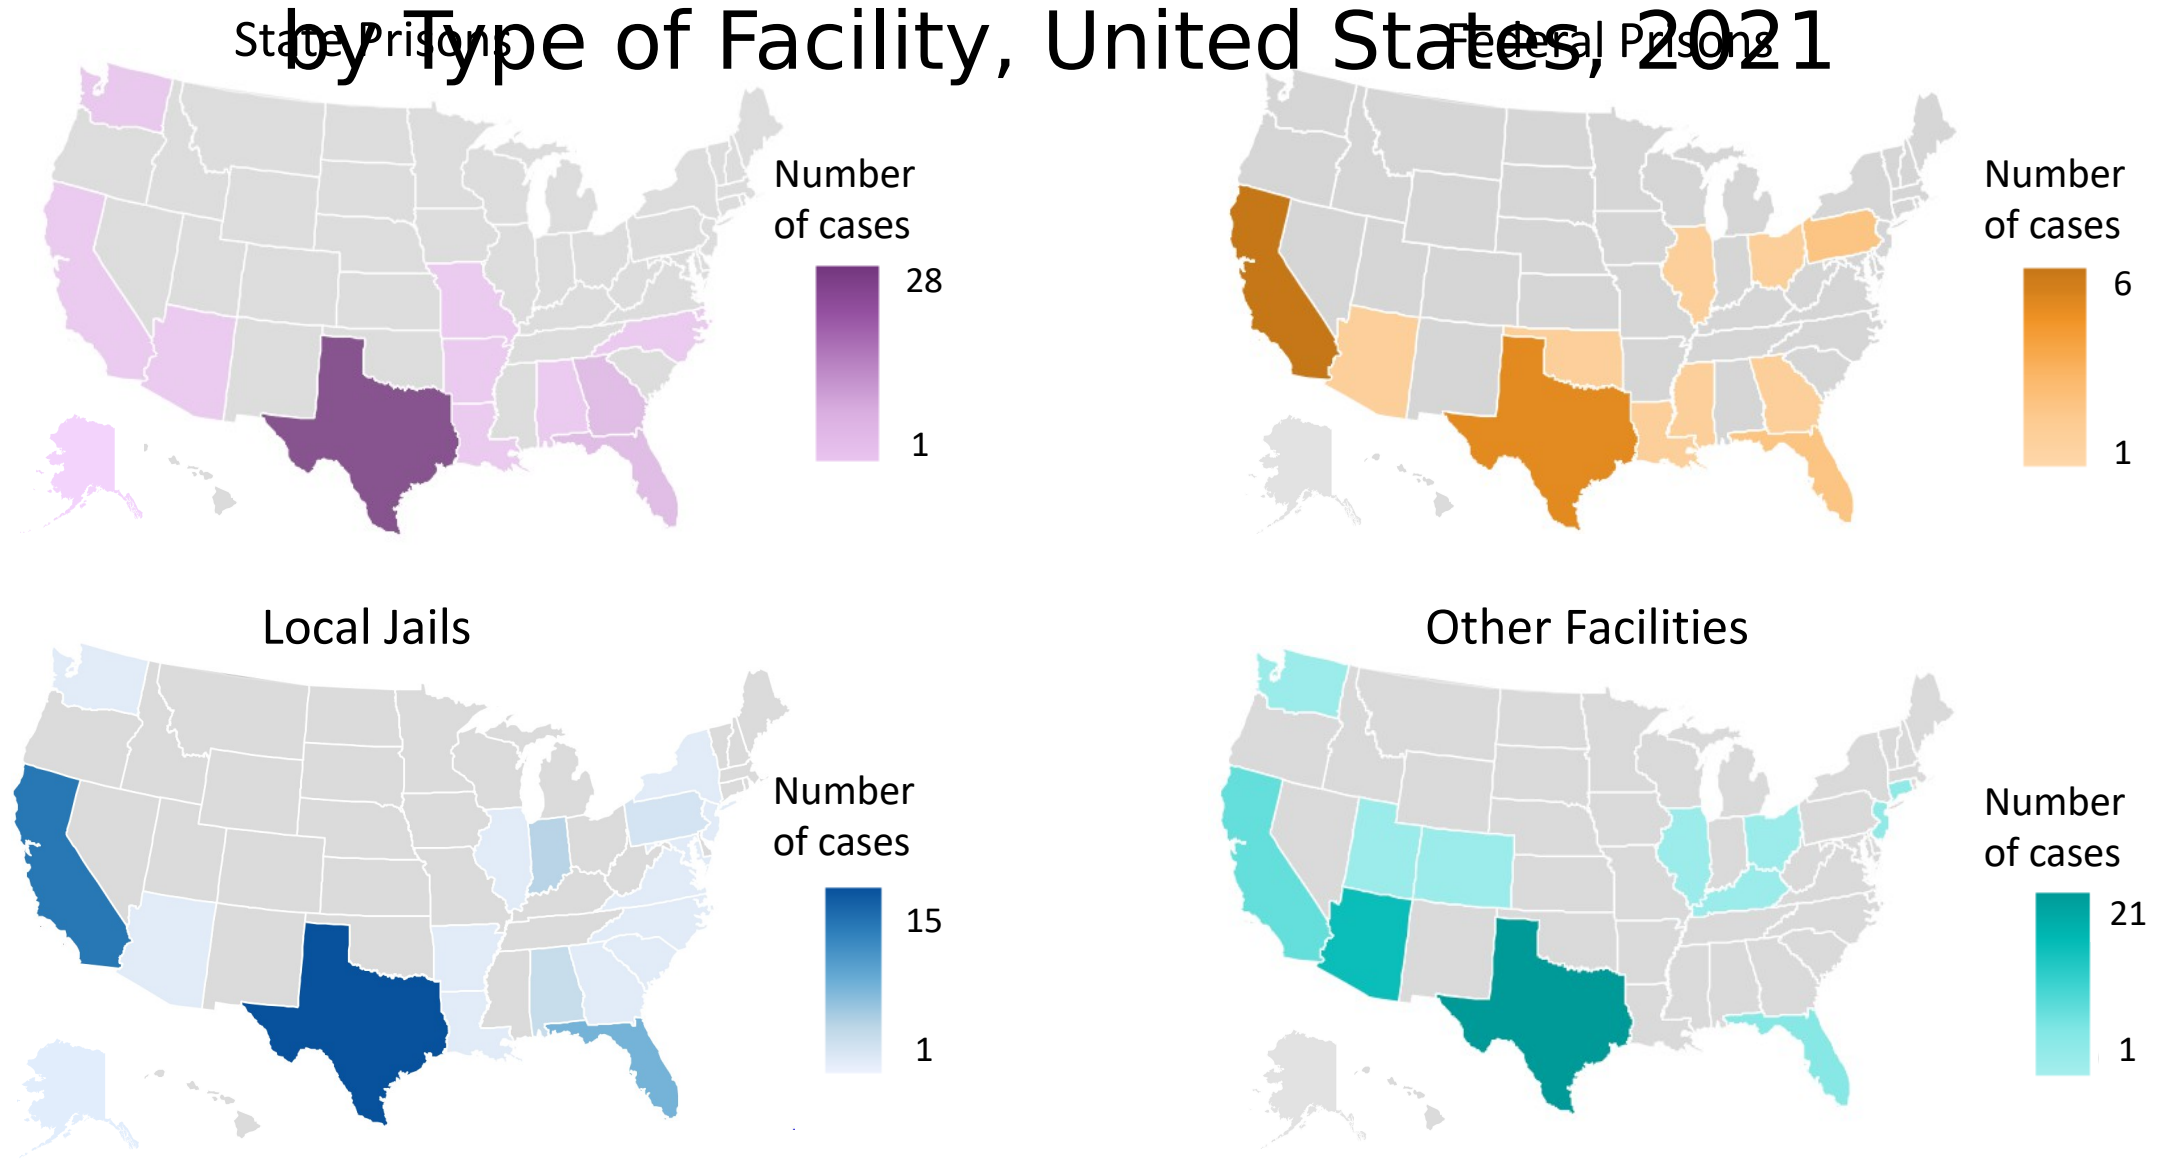 by Type of Facility, United States, 2021
State Prisons
Federal Prisons
Number
of cases
28
1
Number
of cases
6
1
Local Jails
Other Facilities
Number
of cases
15
1
Number
of cases
21
1